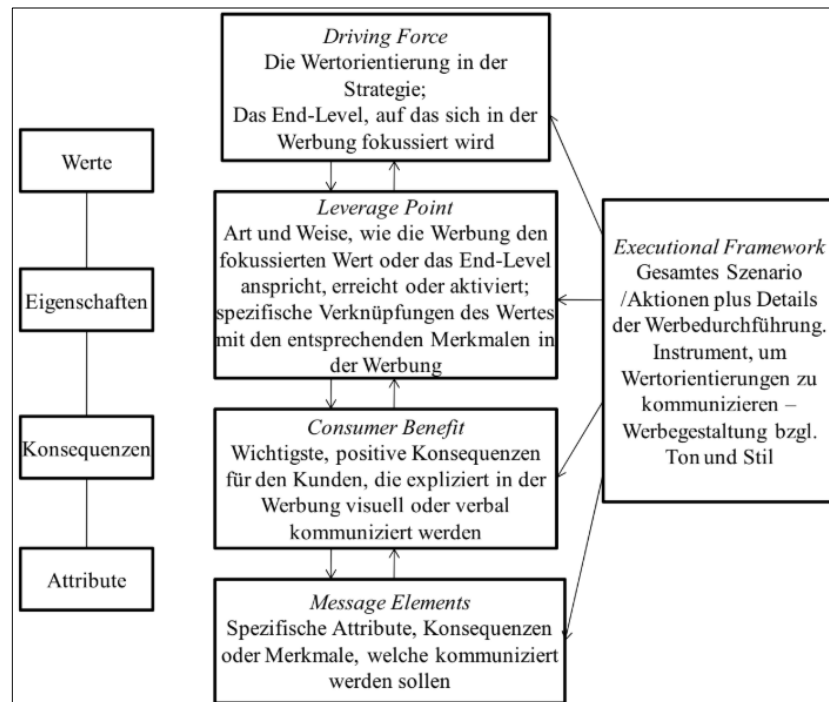 Driving Force
Die Wertorientierung in der
Strategie;
Das End-Level, auf das sich in der
Werbung fokussiert wird
Werte
Leverage Point
Art und Weise, wie die Werbung den
fokussierten Wert oder das End-Level
anspricht, erreicht oder aktiviert;
spezifische Verknüpfungen des Wertes
mit den entsprechenden Merkmalen in
der Werbung
Eigenschaften
Executional Framework
Gesamtes Szenario
/Aktionen plus Details
der Werbedurchführung.
Instrument, um
Wertorientierungen zu
kommunizieren –
Werbegestaltung bzgl.
Ton und Stil
Konsequenzen
Consumer Benefit
Wichtigste, positive Konsequenzen
für den Kunden, die expliziert in der
Werbung visuell oder verbal
kommuniziert werden
Attribute
Message Elements
Spezifische Attribute, Konsequenzen
oder Merkmale, welche kommuniziert
werden sollen